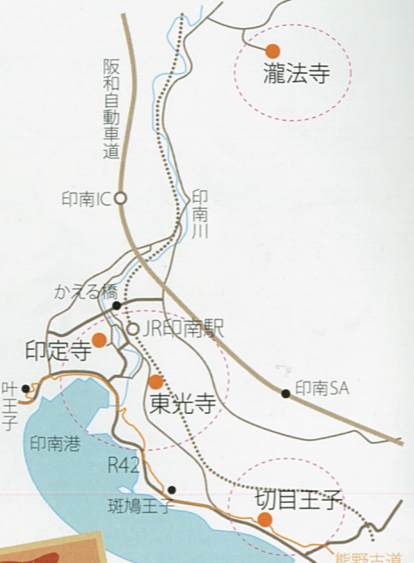 瀧法寺
阪和自動車道
印南IC
印南川
かえる橋
JR印南駅
印定寺
印南SA
叶王子
東光寺
印南港
R42
斑鳩王子
切目王子
熊野古道